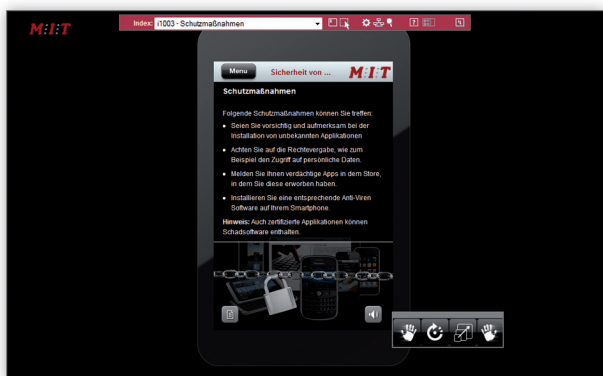 M:I:T
Index: i1003 - Schutzmaßnahmen
?
Menu
Sicherheit von ...
M:I:T
Schutzmaßnahmen
Folgende Schutzmaßnahmen können Sie treffen:
• Seien Sie vorsichtig und aufmerksam bei der
Installation von unbekannten Applikationen
• Achten Sie auf die Rechtevergabe, wie zum
Beispiel den Zugriff auf persönliche Daten.
• Melden Sie Ihnen verdächtige Apps in dem Store,
in dem Sie diese erworben haben.
• Installieren Sie eine entsprechende Anti-Viren
Software auf Ihrem Smartphone.
Hinweis: Auch zertifizierte Applikationen können
Schadsoftware enthalten.